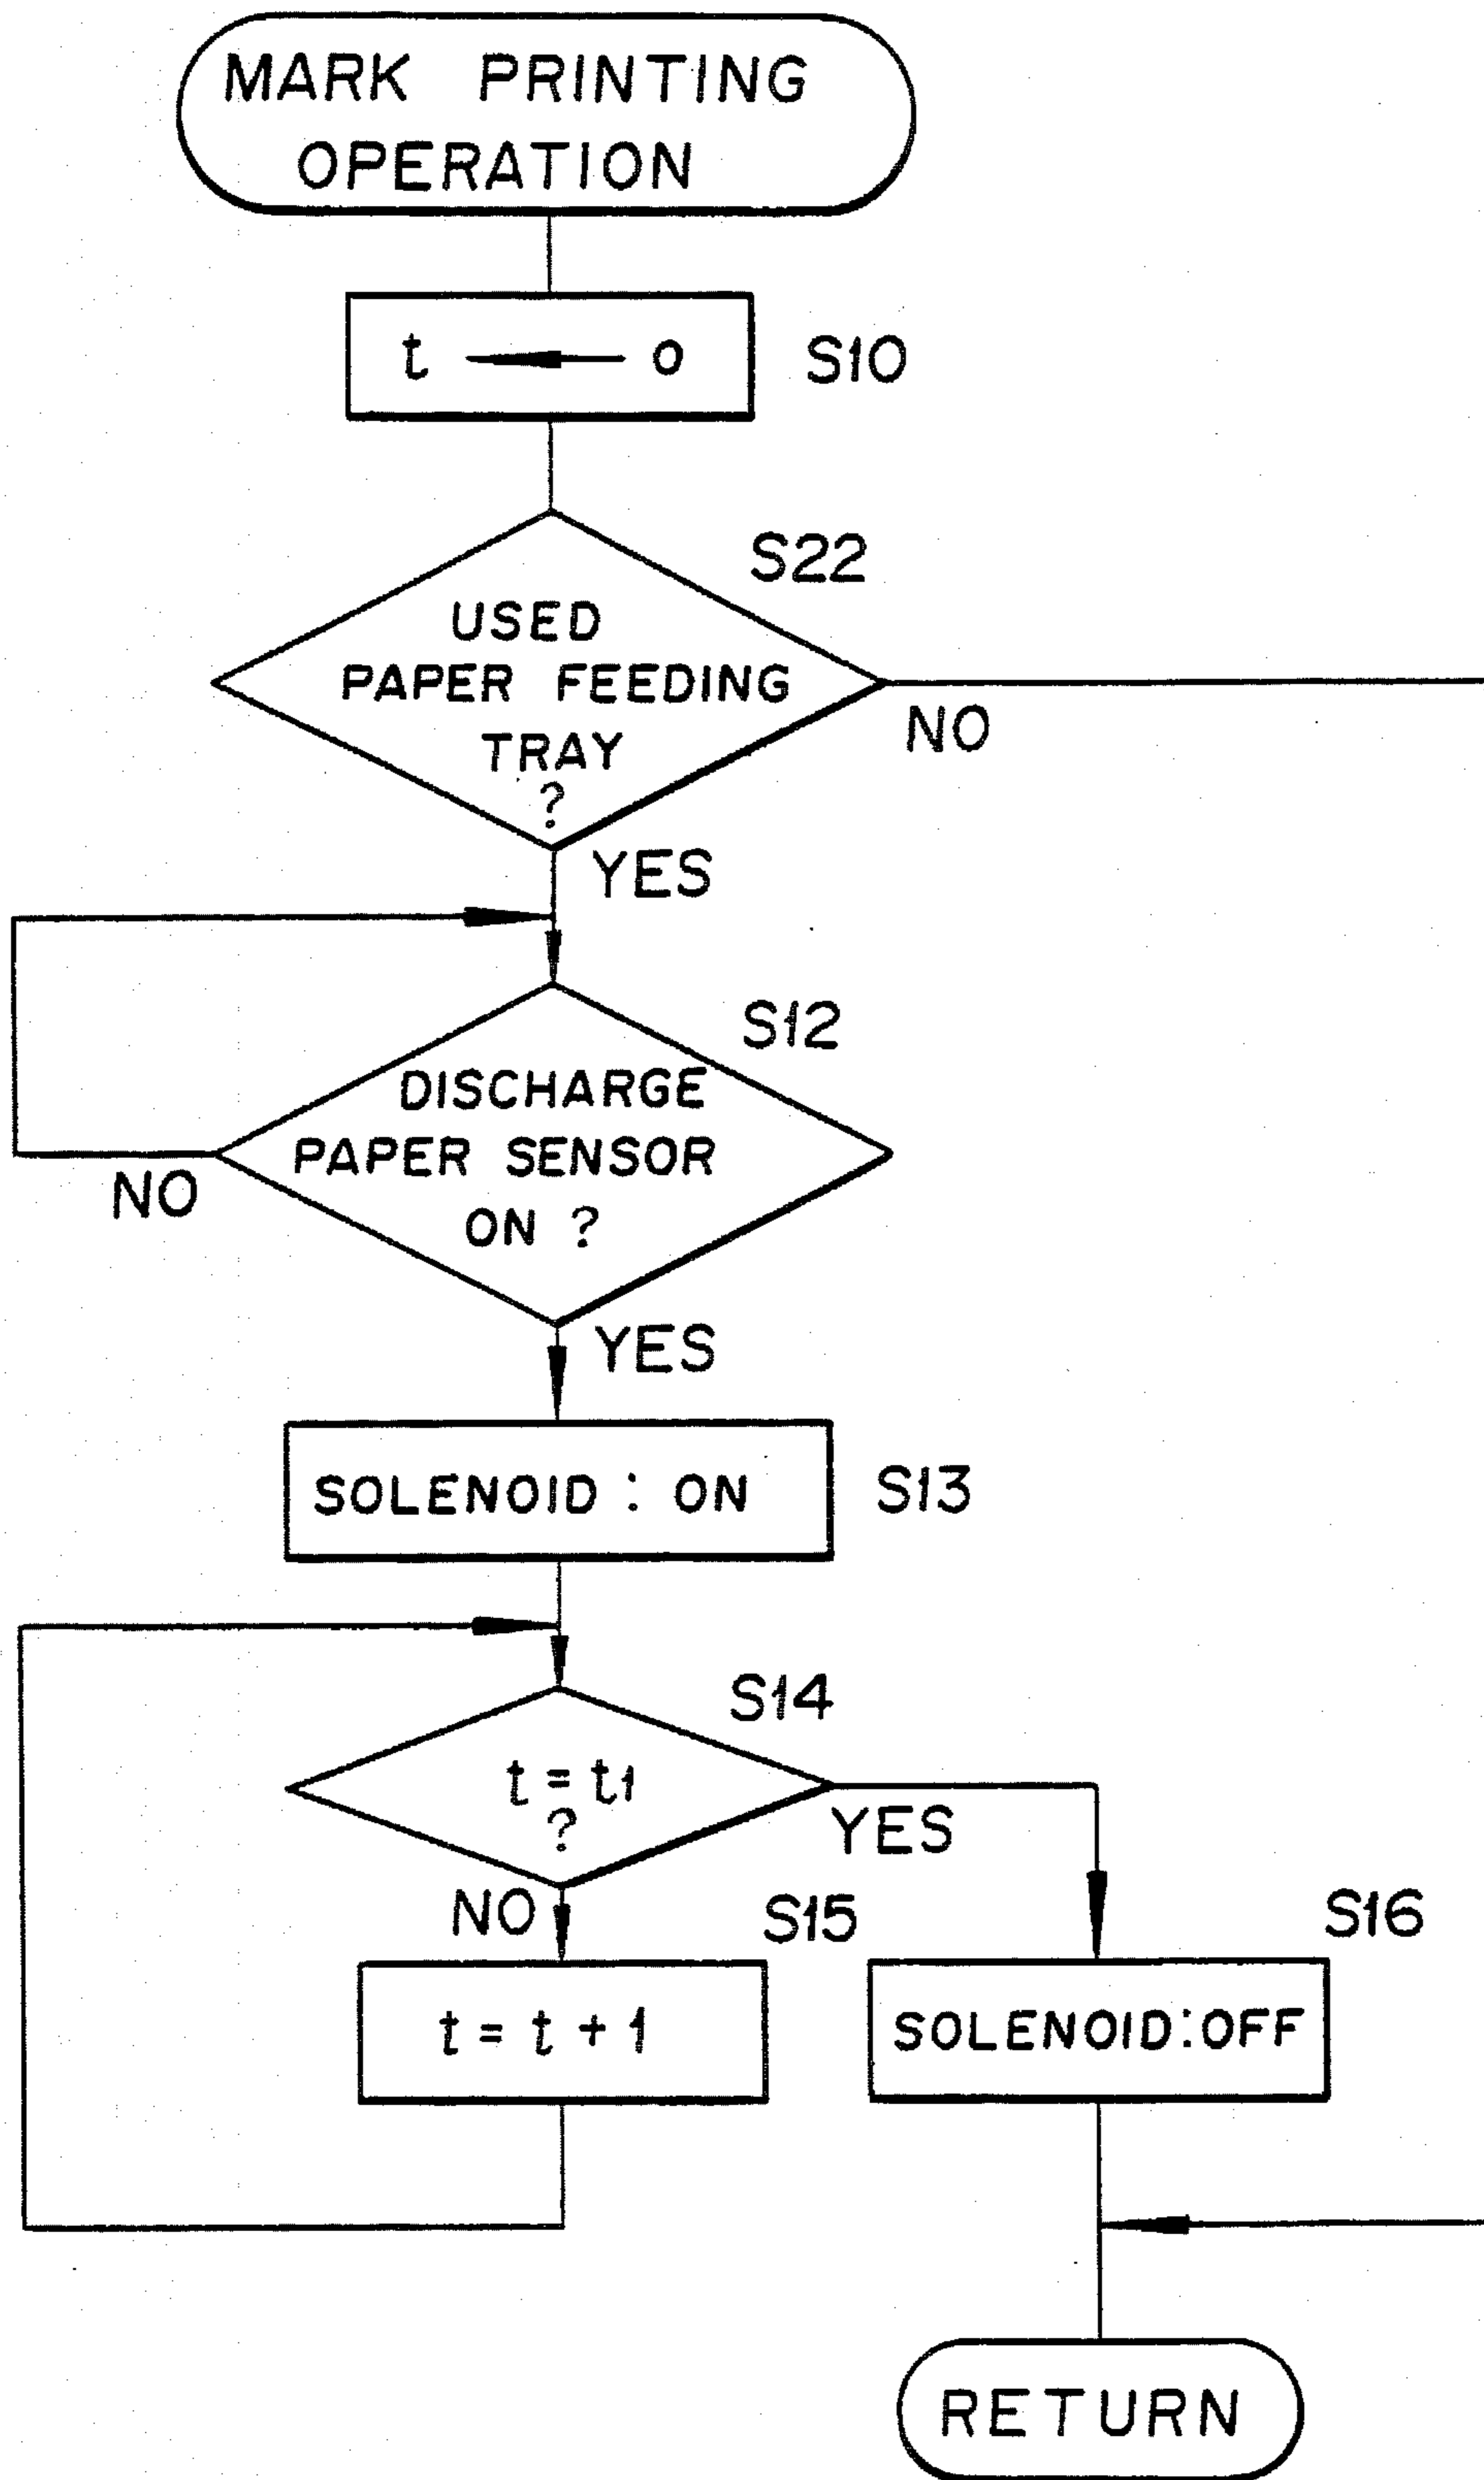 MARK PRINTING
OPERATION
t ← 0
S10
S22
USED
PAPER FEEDING
TRAY
?
NO
YES
S12
DISCHARGE
PAPER SENSOR
ON ?
NO
YES
SOLENOID : ON
S13
S14
t = t1
?
YES
NO
S15
S16
t = t + 1
SOLENOID:OFF
RETURN